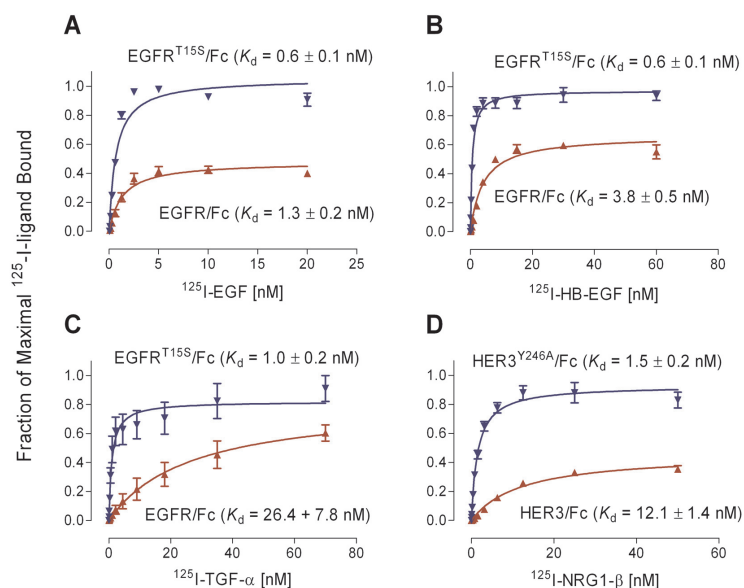 A
EGFRT15S/Fc (Kd = 0.6 ± 0.1 nM)
1.0
0.8
0.6
0.4
0.2
0.0
EGFR/Fc (Kd = 1.3 ± 0.2 nM)
0 5 10 15 20 25
125I-EGF [nM]
B
EGFRT15S/Fc (Kd = 0.6 ± 0.1 nM)
1.0
0.8
0.6
0.4
0.2
0.0
EGFR/Fc (Kd = 3.8 ± 0.5 nM)
0 20 40 60 80
125I-HB-EGF [nM]
Fraction of Maximal 125-I-ligand Bound
C
EGFRT15S/Fc (Kd = 1.0 ± 0.2 nM)
1.0
0.8
0.6
0.4
0.2
0.0
EGFR/Fc (Kd = 26.4 + 7.8 nM)
0 20 40 60 80
125I-TGF-α [nM]
D
HER3Y246A/Fc (Kd = 1.5 ± 0.2 nM)
1.0
0.8
0.6
0.4
0.2
0.0
HER3/Fc (Kd = 12.1 ± 1.4 nM)
0 20 40 60
125I-NRG1-β [nM]